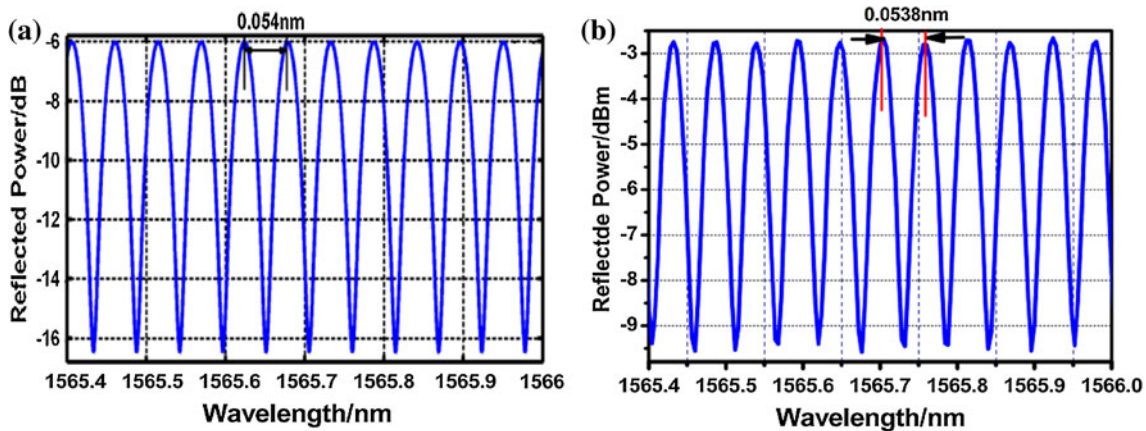 (a)
0.054nm
Reflected Power/dB
-6
-8
-10
-12
-14
-16
1565.4 1565.5 1565.6 1565.7 1565.8 1565.9 1566
Wavelength/nm
(b)
0.0538nm
Reflectde Power/dBm
-3
-4
-5
-6
-7
-8
-9
1565.4 1565.5 1565.6 1565.7 1565.8 1565.9 1566.0
Wavelength/nm